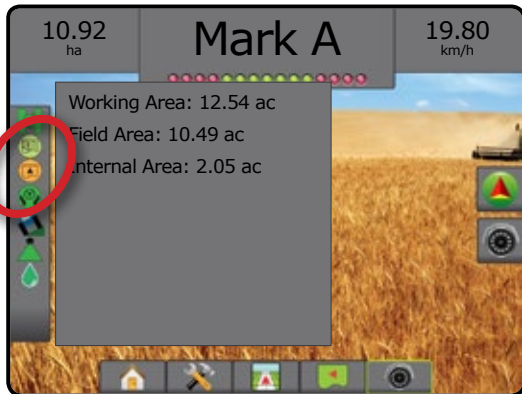 10.92
ha
Mark A
19.80
km/h
Working Area: 12.54 ac
Field Area: 10.49 ac
Internal Area: 2.05 ac